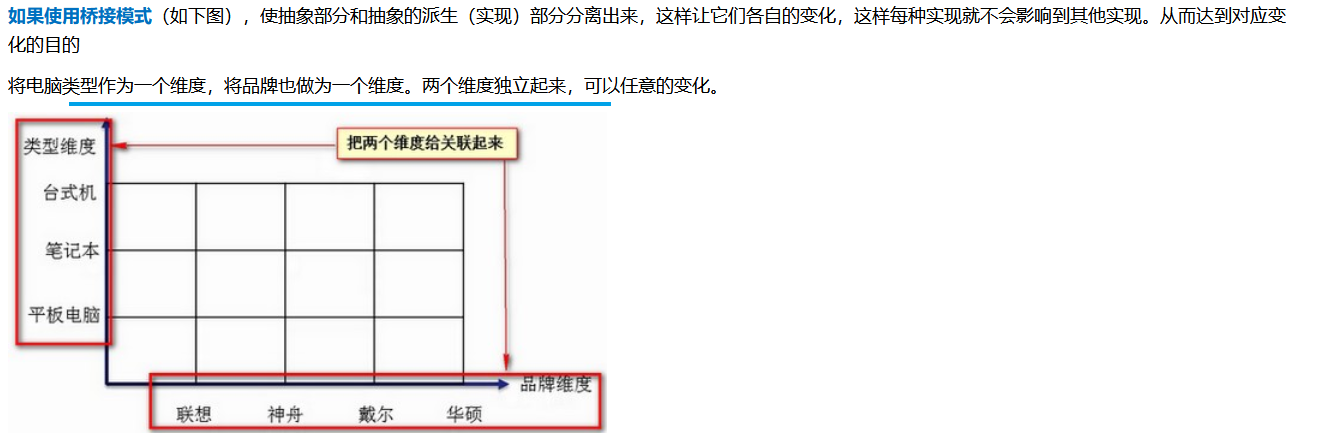 如果使用桥接模式（如下图），使抽象部分和抽象的派生（实现）部分分离出来，这样让它们各自的变化，这样每种实现就不会影响到其他实现。从而达到对应变
化的目的
将电脑类型作为一个维度，将品牌也做为一个维度。两个维度独立起来，可以任意的变化。
类型维度
把两个维度给关联起来
台式机
笔记本
平板电脑
品牌维度
联想 神舟 戴尔 华硕